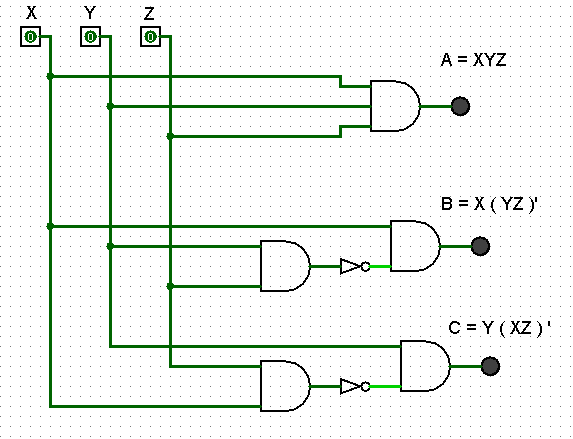 X Y Z
0 0 0
A = XYZ
B = X ( YZ )'
C = Y ( XZ ) '